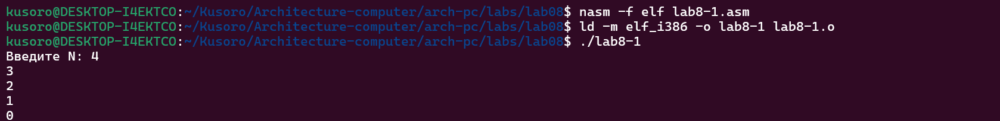 kusoro@DESKTOP-I4EKTCO:~/Kusoro/Architecture-computer/arch-pc/labs/lab08$ nasm -f elf lab8-1.asm
kusoro@DESKTOP-I4EKTCO:~/Kusoro/Architecture-computer/arch-pc/labs/lab08$ ld -m elf_i386 -o lab8-1 lab8-1.o
kusoro@DESKTOP-I4EKTCO:~/Kusoro/Architecture-computer/arch-pc/labs/lab08$ ./lab8-1
Введите N: 4
3
2
1
0